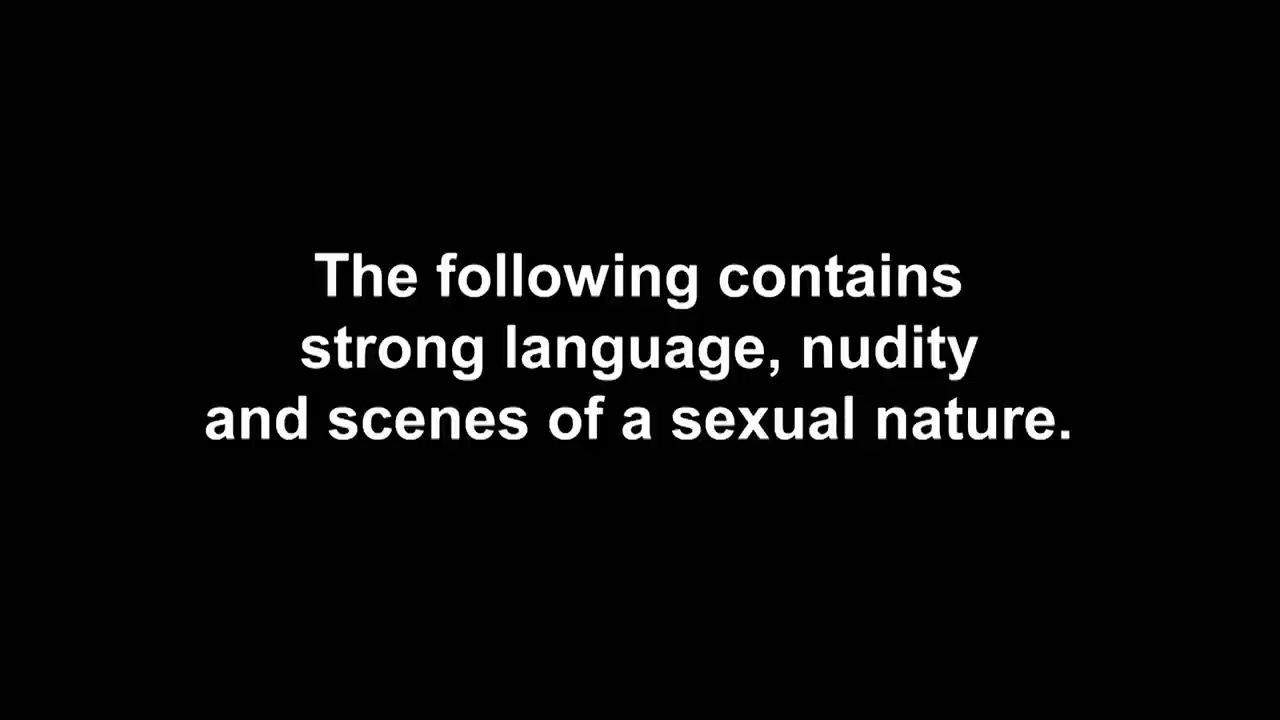 The following contains
strong language, nudity
and scenes of a sexual nature.